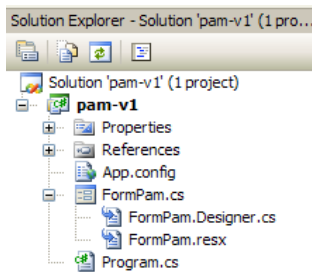 Solution Explorer - Solution 'pam-v1' (1 pro...
Solution 'pam-v1' (1 project)
pam-v1
Properties
References
App.config
FormPam.cs
FormPam.Designer.cs
FormPam.resx
Program.cs